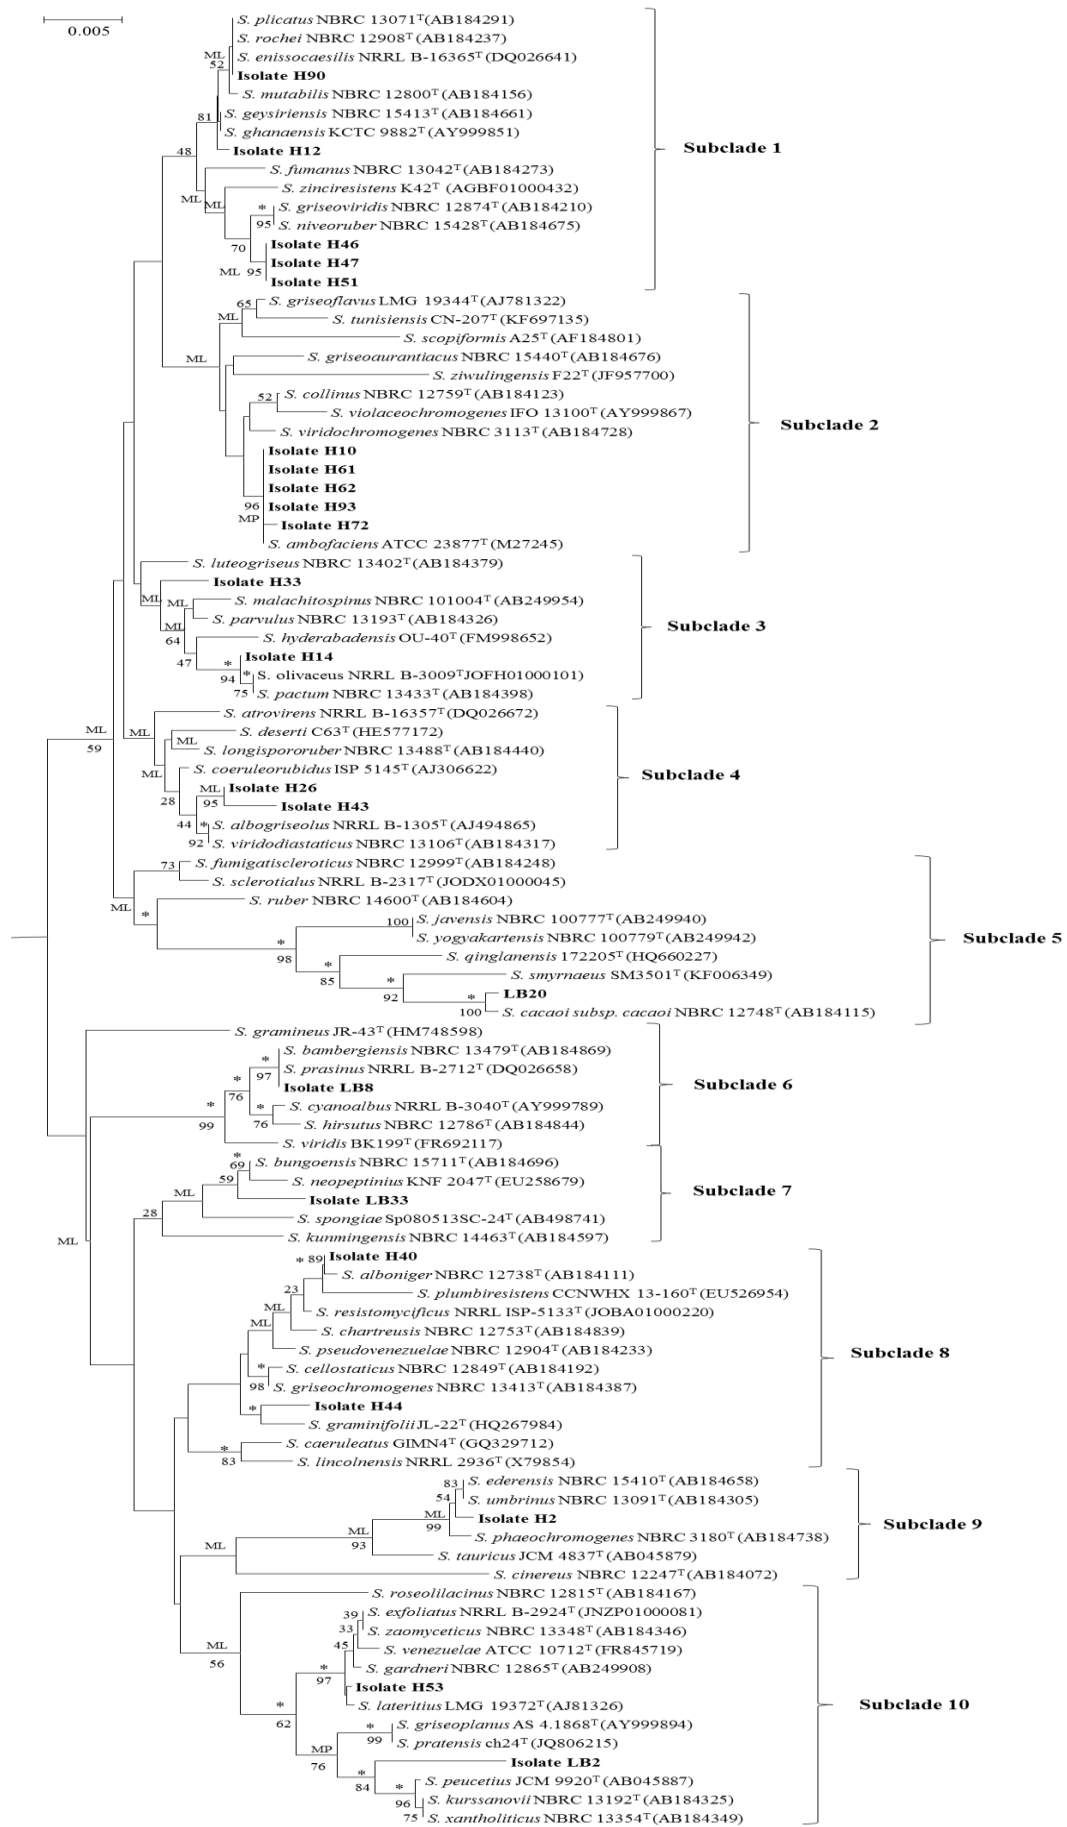 0.005
S. plicatus NBRC 13071T(AB184291)
S. rochei NBRC 12908T(AB184237)
ML
S. enissocaesilis NRRL B-16365T(DQ026641)
52
Isolate H90
S. mutabilis NBRC 12800T(AB184156)
81
S. geysiriensis NBRC 15413T(AB184661)
S. ghanaensis KCTC 9882T(AY999851)
48
Isolate H12
Subclade 1
S. fumanus NBRC 13042T(AB184273)
S. zinciresistens K42T (AGBF01000432)
ML ML
*
S. griseoviridis NBRC 12874T(AB184210)
95
S. niveoruber NBRC 15428T(AB184675)
70
Isolate H46
Isolate H47
ML 95
Isolate H51
65
S. griseoflavus LMG 19344T(AJ781322)
ML
S. tunisiensis CN-207T(KF697135)
S. scopiformis A25T(AF184801)
ML
S. griseoaurantiacus NBRC 15440T(AB184676)
S. ziwulingensis F22T(JF957700)
52
S. collinus NBRC 12759T(AB184123)
S. violaceochromogenes IFO 13100T(AY999867)
Subclade 2
S. viridochromogenes NBRC 3113T(AB184728)
Isolate H10
Isolate H61
Isolate H62
96
Isolate H93
MP
Isolate H72
S. ambofaciens ATCC 23877T(M27245)
S. luteogriseus NBRC 13402T(AB184379)
Isolate H33
ML ML
S. malachitospinus NBRC 101004T(AB249954)
S. parvulus NBRC 13193T(AB184326)
ML
Subclade 3
64
S. hyderabadensis OU-40T(FM998652)
47
*
Isolate H14
94
*
S. olivaceus NRRL B-3009TJOFH01000101)
75
S. pactum NBRC 13433T(AB184398)
S. atrovirens NRRL B-16357T(DQ026672)
ML
59
ML
S. deserti C63T(HE577172)
ML
S. longispororuber NBRC 13488T(AB184440)
ML
S. coeruleorubidus ISP 5145T(AJ306622)
Subclade 4
ML
Isolate H26
28
95
Isolate H43
44
*
S. albogriseolus NRRL B-1305T(AJ494865)
92
S. viridodiastaticus NBRC 13106T(AB184317)
73
S. fumigatiscleroticus NBRC 12999T(AB184248)
S. sclerotialus NRRL B-2317T(JODX01000045)
ML
*
S. ruber NBRC 14600T(AB184604)
100
S. javensis NBRC 100777T(AB249940)
*
S. yogyakartensis NBRC 100779T(AB249942)
Subclade 5
98
S. qinglanensis 172205T(HQ660227)
*
85
S. smyrnaeus SM3501T(KF006349)
*
92
*
LB20
100
S. cacaoi subsp. cacaoi NBRC 12748T(AB184115)
S. gramineus JR-43T(HM748598)
S. bambergiensis NBRC 13479T(AB184869)
*
97
S. prasinus NRRL B-2712T(DQ026658)
*
Isolate LB8
Subclade 6
76
*
S. cyanoalbus NRRL B-3040T(AY999789)
*
99
76
S. hirsutus NBRC 12786T(AB184844)
S. viridis BK199T(FR692117)
*
69
S. bungoensis NBRC 15711T(AB184696)
59
S. neopeptinius KNF 2047T(EU258679)
ML
Isolate LB33
Subclade 7
28
S. spongiae Sp080513SC-24T(AB498741)
S. kunmingensis NBRC 14463T(AB184597)
ML
* 89
Isolate H40
S. alboniger NBRC 12738T(AB184111)
23
S. plumbiresistens CCNWHX 13-160T(EU526954)
ML
S. resistomycificus NRRL ISP-5133T(JOBA01000220)
ML
S. chartreusis NBRC 12753T(AB184839)
S. pseudovenezuelae NBRC 12904T(AB184233)
Subclade 8
*
S. cellostaticus NBRC 12849T(AB184192)
98
S. griseochromogenes NBRC 13413T(AB184387)
*
Isolate H44
S. graminifolii JL-22T(HQ267984)
*
S. caeruleatus GIMN4T(GQ329712)
83
S. lincolnensis NRRL 2936T(X79854)
83
S. ederensis NBRC 15410T(AB184658)
54
S. umbrinus NBRC 13091T(AB184305)
ML
Isolate H2
99
Subclade 9
ML
S. phaeochromogenes NBRC 3180T(AB184738)
93
ML
S. tauricus JCM 4837T(AB045879)
S. cinereus NBRC 12247T(AB184072)
S. roseolilacinus NBRC 12815T(AB184167)
39
S. exfoliatus NRRL B-2924T(JNZP01000081)
33
S. zaomyceticus NBRC 13348T(AB184346)
ML
45
S. venezuelae ATCC 10712T(FR845719)
56
*
S. gardneri NBRC 12865T(AB249908)
97
Isolate H53
*
S. lateritius LMG 19372T(AJ81326)
Subclade 10
62
*
S. griseoplanus AS 4.1868T(AY999894)
99
S. pratensis ch24T(JQ806215)
MP
76
Isolate LB2
*
84
*
S. peucetius JCM 9920T(AB045887)
96
S. kurssanovii NBRC 13192T(AB184325)
75
S. xantholiticus NBRC 13354T(AB184349)